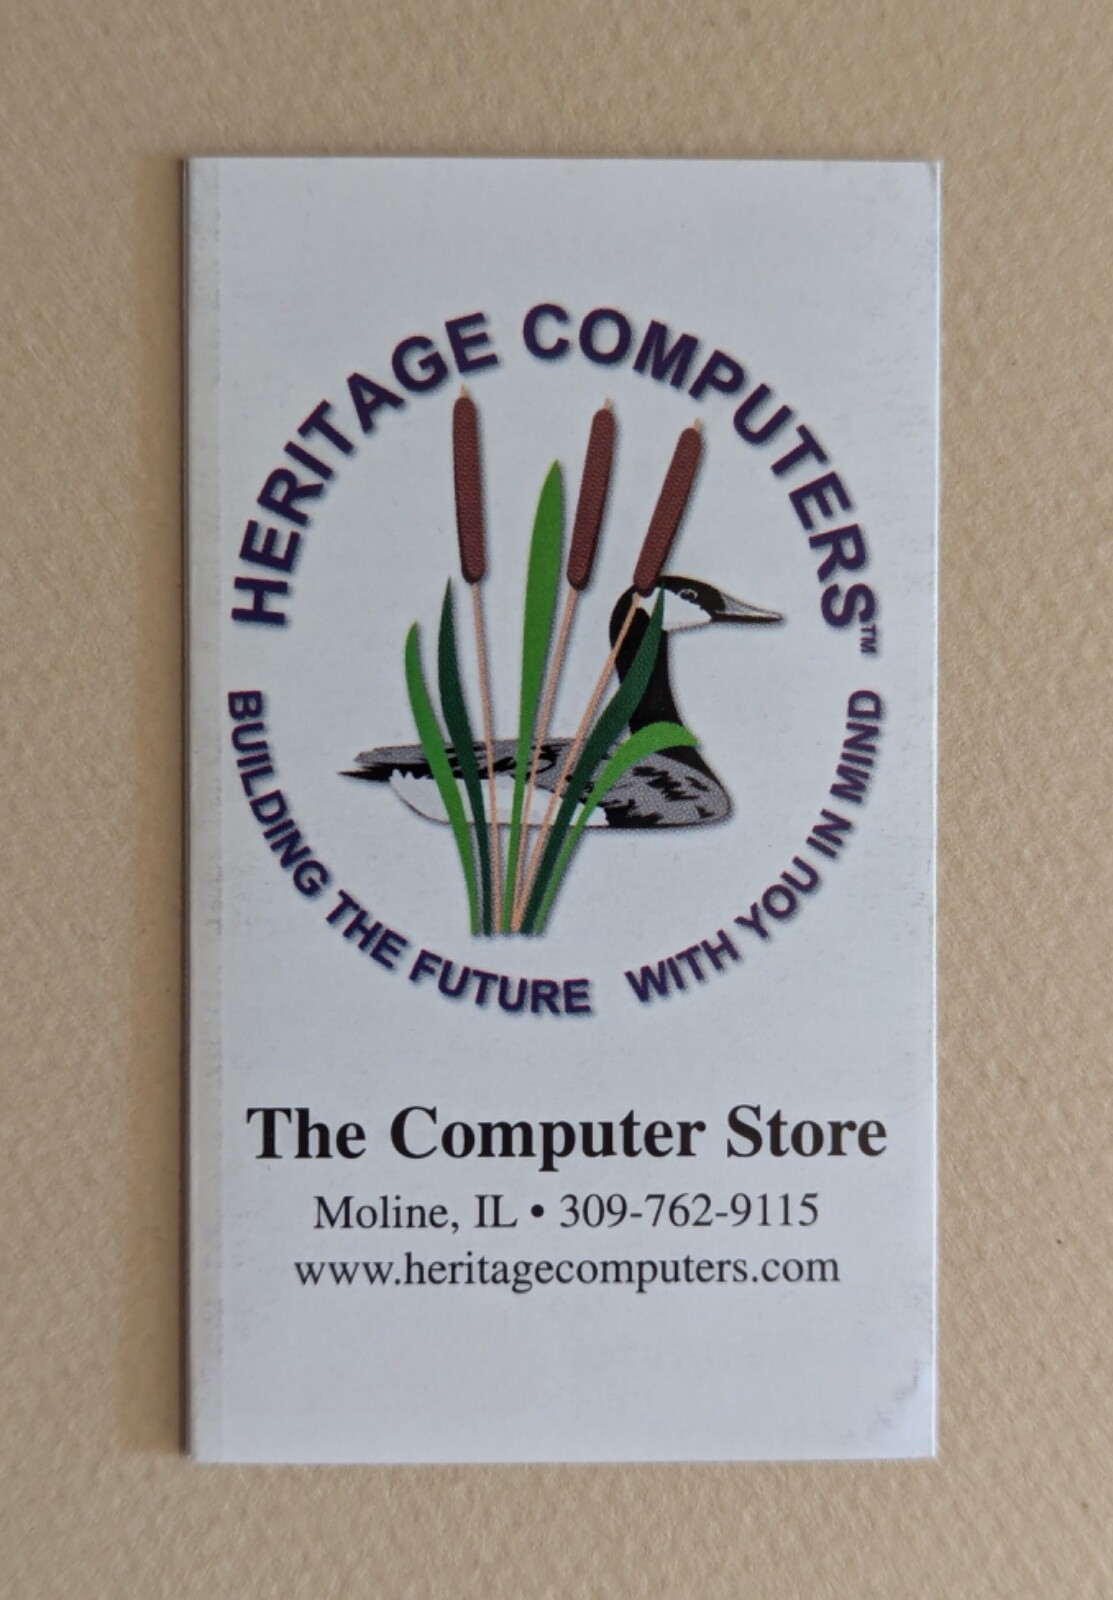 HERITAGE COMPUTERS™
BUILDING THE FUTURE WITH YOU IN MIND
The Computer Store
Moline, IL • 309-762-9115
www.heritagecomputers.com